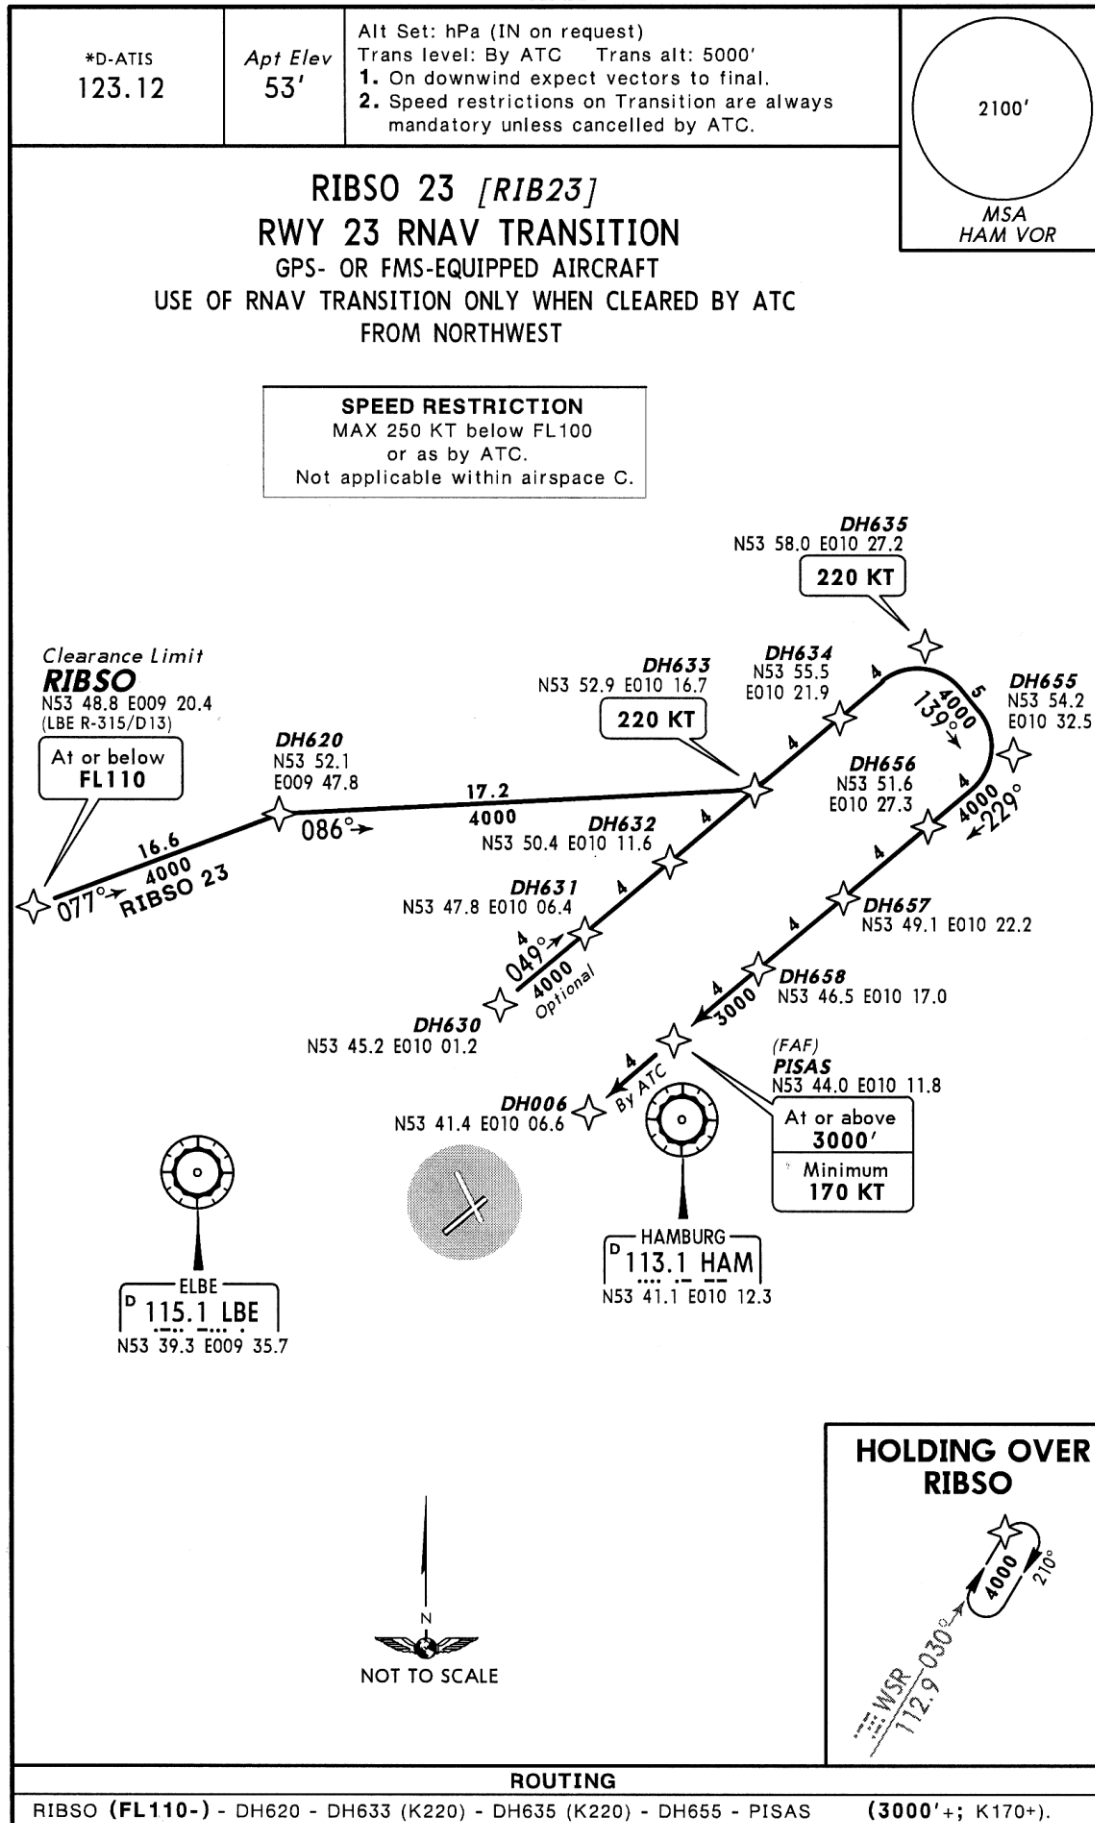 *D-ATIS
123.12
Apt Elev
53'
Alt Set: hPa (IN on request)
Trans level: By ATC Trans alt: 5000'
1. On downwind expect vectors to final.
2. Speed restrictions on Transition are always
mandatory unless cancelled by ATC.
2100'
MSA
HAM VOR
RIBSO 23 [RIB23]
RWY 23 RNAV TRANSITION
GPS- OR FMS-EQUIPPED AIRCRAFT
USE OF RNAV TRANSITION ONLY WHEN CLEARED BY ATC
FROM NORTHWEST
SPEED RESTRICTION
MAX 250 KT below FL100
or as by ATC.
Not applicable within airspace C.
DH635
N53 58.0 E010 27.2
220 KT
Clearance Limit
RIBSO
N53 48.8 E009 20.4
(LBE R-315/D13)
At or below
FL110
DH620
N53 52.1
E009 47.8
DH633
N53 52.9 E010 16.7
220 KT
DH634
N53 55.5
E010 21.9
4
5
4000
139°
DH655
N53 54.2
E010 32.5
4
4000
229°
DH656
N53 51.6
E010 27.3
17.2
4000
086°
16.6
4000
077°
RIBSO 23
4
4
DH632
N53 50.4 E010 11.6
4
DH631
N53 47.8 E010 06.4
4
049°
4000
Optional
DH630
N53 45.2 E010 01.2
4
DH657
N53 49.1 E010 22.2
4
DH658
N53 46.5 E010 17.0
4
3000
(FAF)
PISAS
N53 44.0 E010 11.8
At or above
3000'
Minimum
170 KT
4
By ATC
DH006
N53 41.4 E010 06.6
HAMBURG
D 113.1 HAM
N53 41.1 E010 12.3
ELBE
D 115.1 LBE
N53 39.3 E009 35.7
N
NOT TO SCALE
HOLDING OVER
RIBSO
4000
210°
030°
WSR
112.9
ROUTING
RIBSO (FL110-) - DH620 - DH633 (K220) - DH635 (K220) - DH655 - PISAS (3000'+; K170+).